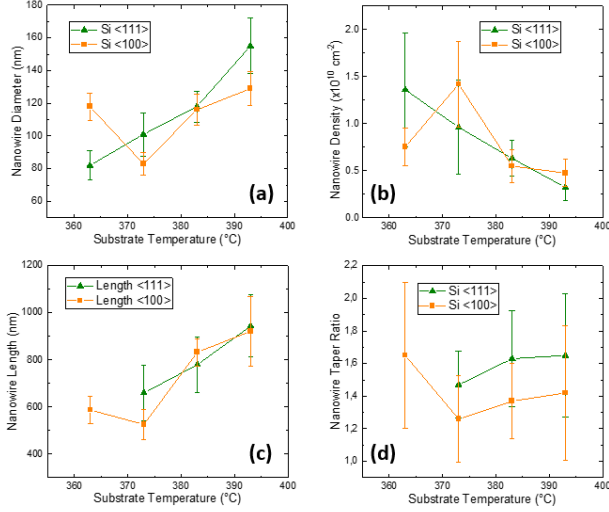 180
160
140
120
100
80
60
Nanowire Diameter (nm)
Si <111>
Si <100>
(a)
360 370 380 390 400
Substrate Temperature (°C)
2.0
1.5
1.0
0.5
0.0
Nanowire Density (x10¹⁰ cm⁻²)
Si <111>
Si <100>
(b)
360 370 380 390 400
Substrate Temperature (°C)
1200
1000
800
600
400
Nanowire Length (nm)
Length <111>
Length <100>
(c)
360 370 380 390 400
Substrate Temperature (°C)
2,2
2,0
1,8
1,6
1,4
1,2
1,0
Nanowire Taper Ratio
Si <111>
Si <100>
(d)
360 370 380 390 400
Substrate Temperature (°C)